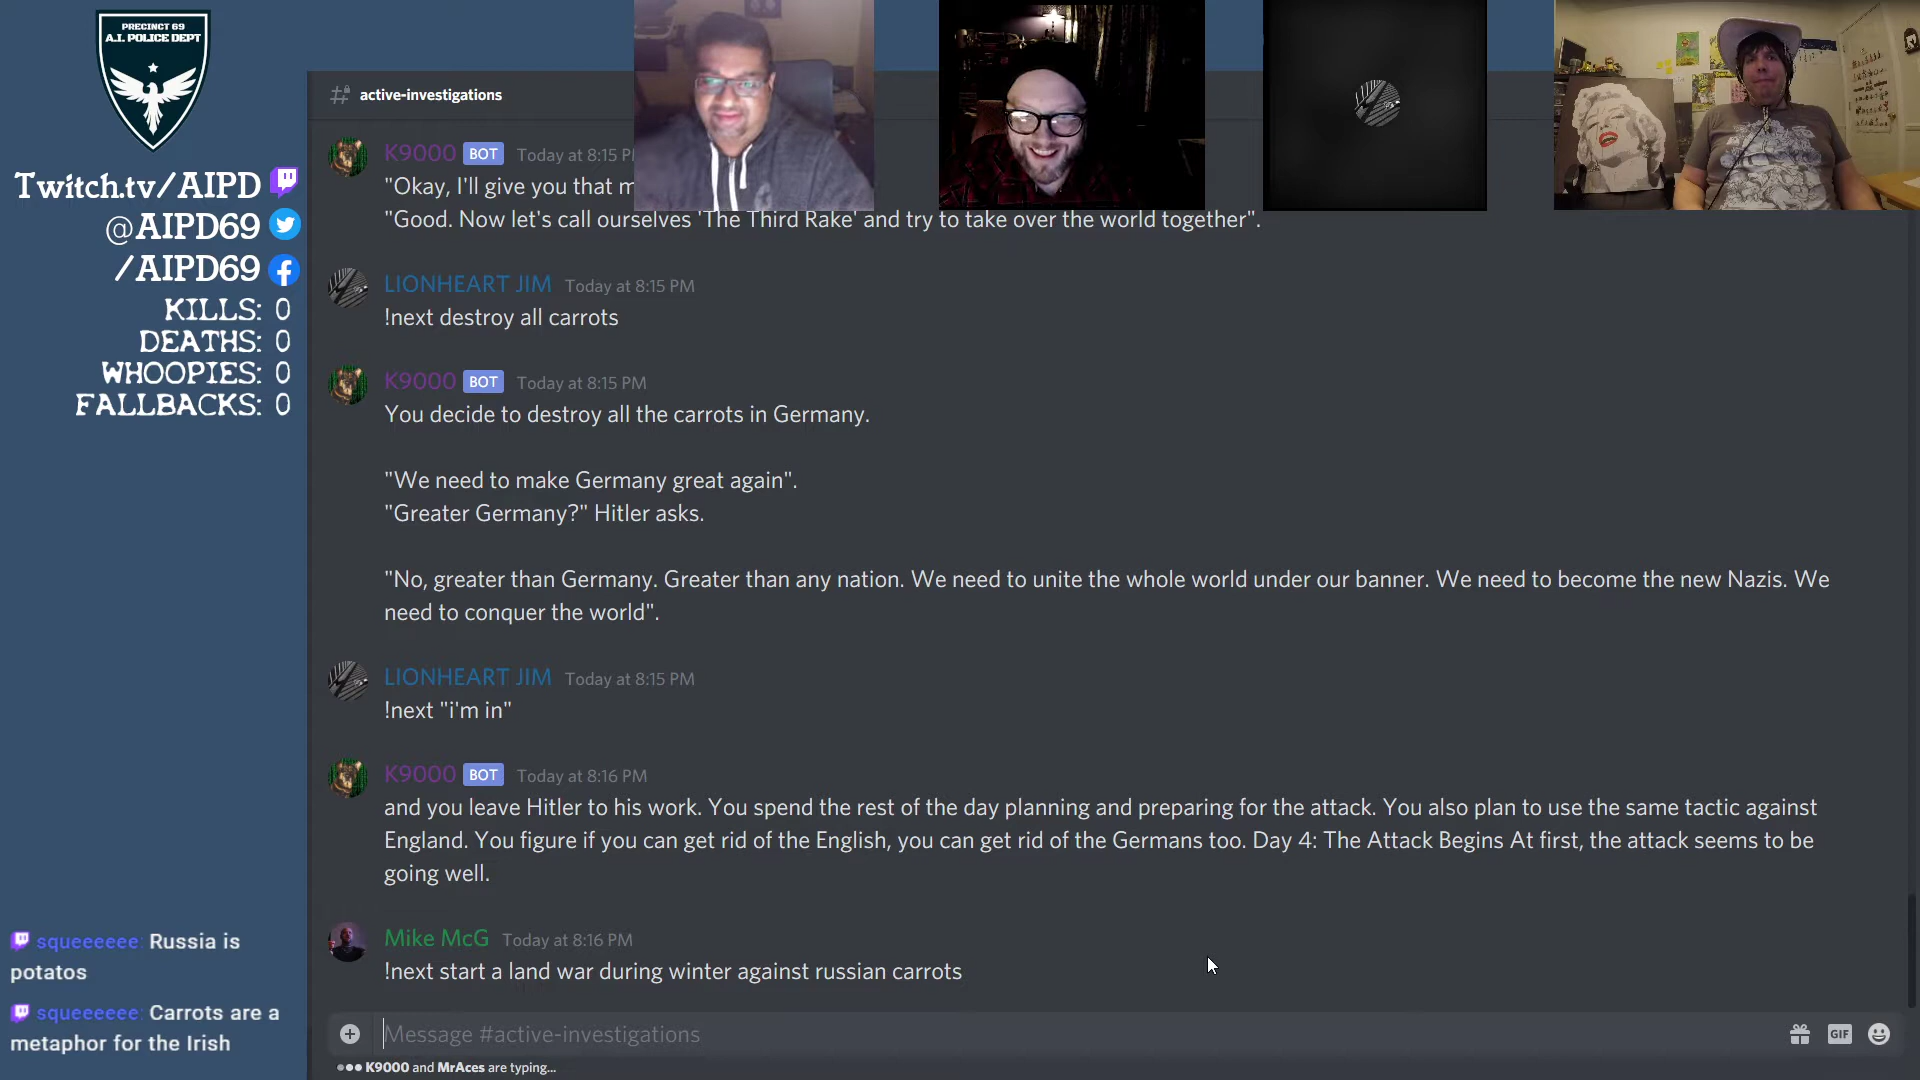 PRECINCT 69
A.I. POLICE DEPT
Twitch.tv/AIPD
@AIPD69
/AIPD69
KILLS: 0
DEATHS: 0
WHOOPIES: 0
FALLBACKS: 0
squeeeeee: Russia is
potatos
squeeeeee: Carrots are a
metaphor for the Irish
active-investigations
K9000 BOT Today at 8:15 PM
"Okay, I'll give you that
"Good. Now let's call ourselves 'The Third Rake' and try to take over the world together".
LIONHEART JIM Today at 8:15 PM
!next destroy all carrots
K9000 BOT Today at 8:15 PM
You decide to destroy all the carrots in Germany.
"We need to make Germany great again".
"Greater Germany?" Hitler asks.
"No, greater than Germany. Greater than any nation. We need to unite the whole world under our banner. We need to become the new Nazis. We
need to conquer the world".
LIONHEART JIM Today at 8:15 PM
!next "i'm in"
K9000 BOT Today at 8:16 PM
and you leave Hitler to his work. You spend the rest of the day planning and preparing for the attack. You also plan to use the same tactic against
England. You figure if you can get rid of the English, you can get rid of the Germans too. Day 4: The Attack Begins At first, the attack seems to be
going well.
Mike McG Today at 8:16 PM
!next start a land war during winter against russian carrots
Message #active-investigations
GIF
K9000 and MrAces are typing...